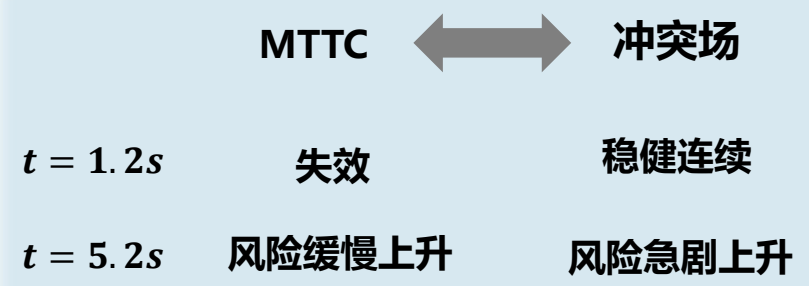 MTTC 冲突场
t = 1.2s 失效 稳健连续
t = 5.2s 风险缓慢上升 风险急剧上升